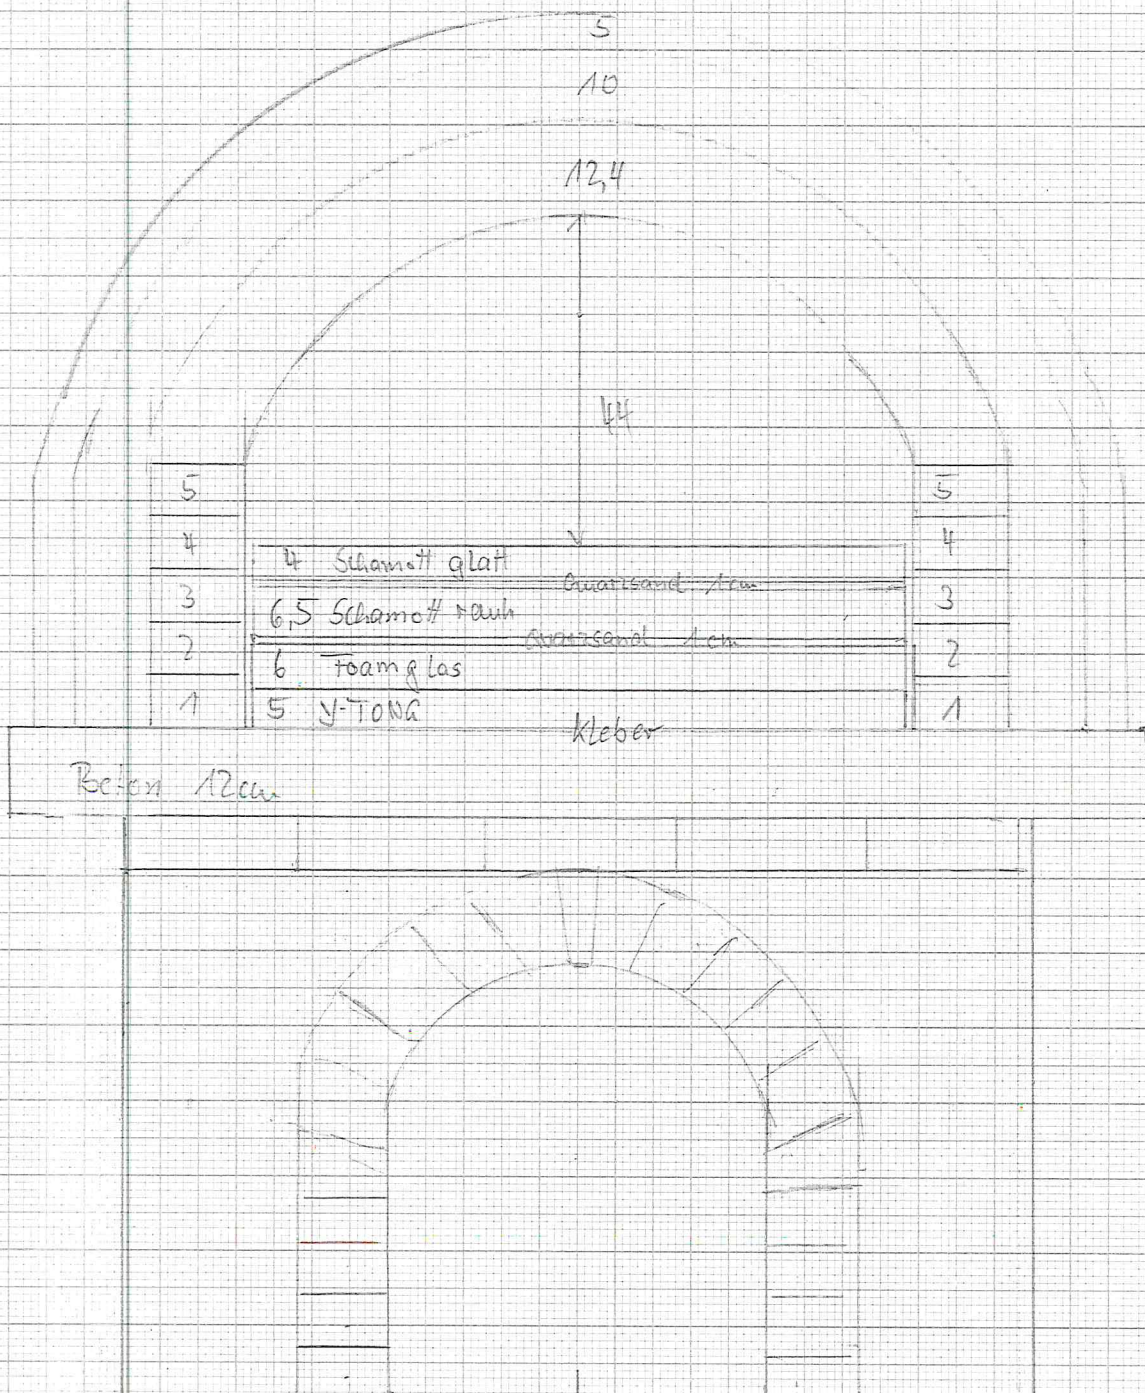 5
10
12,4
44
5 5
4 4
4 Schamott glatt
Quarzsand 1cm
3 3
6,5 Schamott rauh
Quarzsand 1cm
2 2
6 Foamglas
1 1
5 Y-TONG
Kleber
Beton 12cm